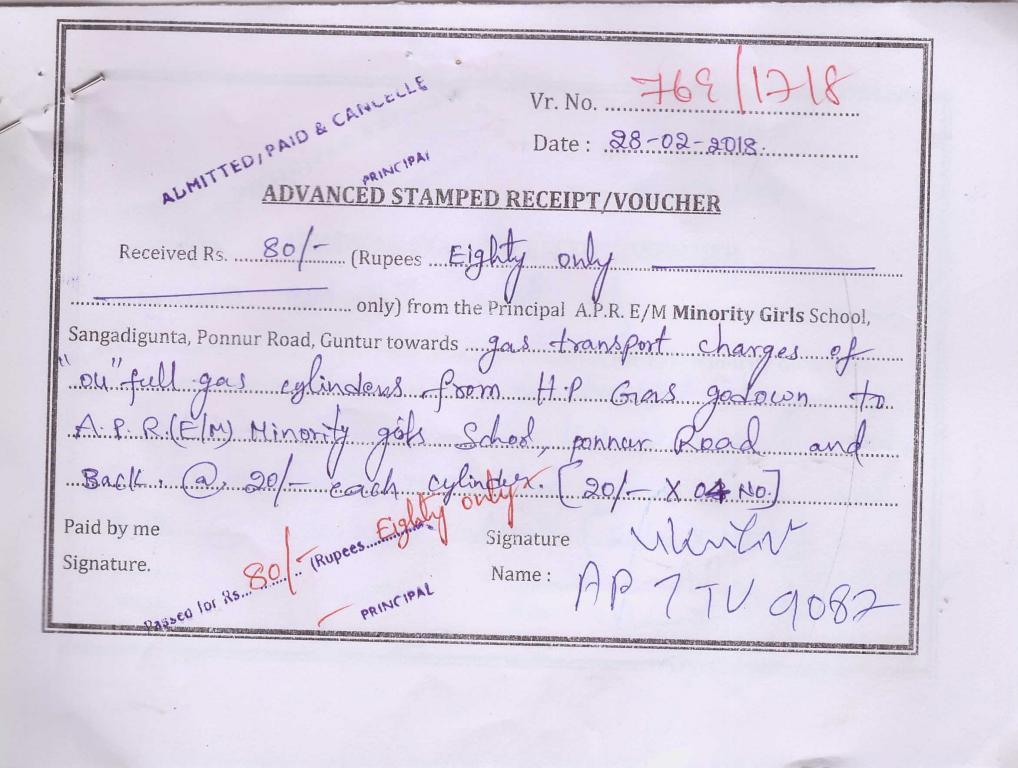 Vr. No. 769/1718
Date : 28-02-2018.
ADMITTED, PAID & CANCELLE
PRINCIPAL
ADVANCED STAMPED RECEIPT/VOUCHER
Received Rs. 80/- (Rupees Eighty only
only) from the Principal A.P.R. E/M Minority Girls School,
Sangadigunta, Ponnur Road, Guntur towards gas transport charges of
"04" full gas cylinders from H.P Gas godown to
A.P.R.(E/M) Minority girls School, ponnur Road and
Back. @ 20/- each cylinder. [20/- X 04 No.]
Paid by me
Signature.
Passed for Rs. 80/- (Rupees Eighty only
PRINCIPAL
Signature
Name : AP 7 TV 9082